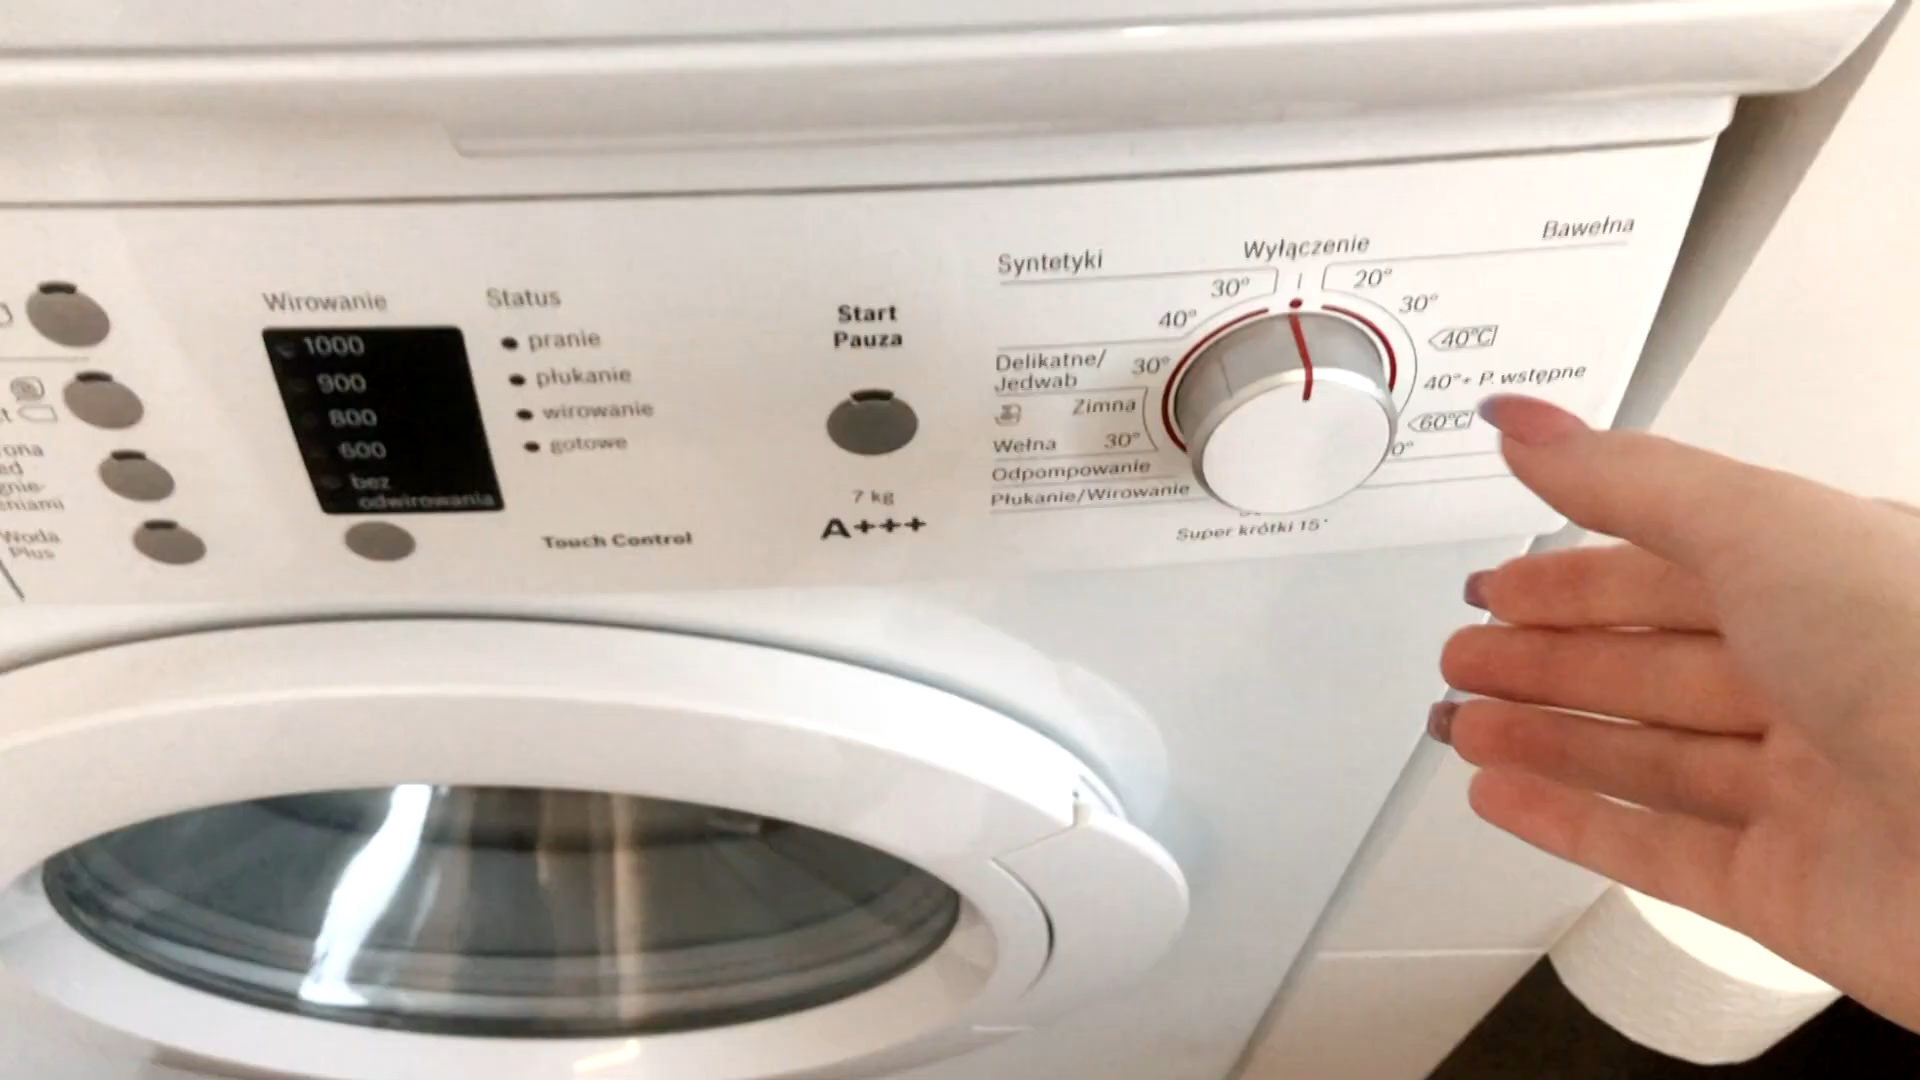 Wirowanie
1000
900
800
600
bez
odwirowania
Status
pranie
płukanie
wirowanie
gotowe
Touch Control
Start
Pauza
7 kg
A+++
Syntetyki
Wyłączenie
Bawełna
30°
20°
40°
30°
40°C
Delikatne/
Jedwab
30°
40°+ P. wstępne
Zimna
60°C
Wełna
30°
Odpompowanie
Płukanie/Wirowanie
Super krótki 15'
Woda
Plus